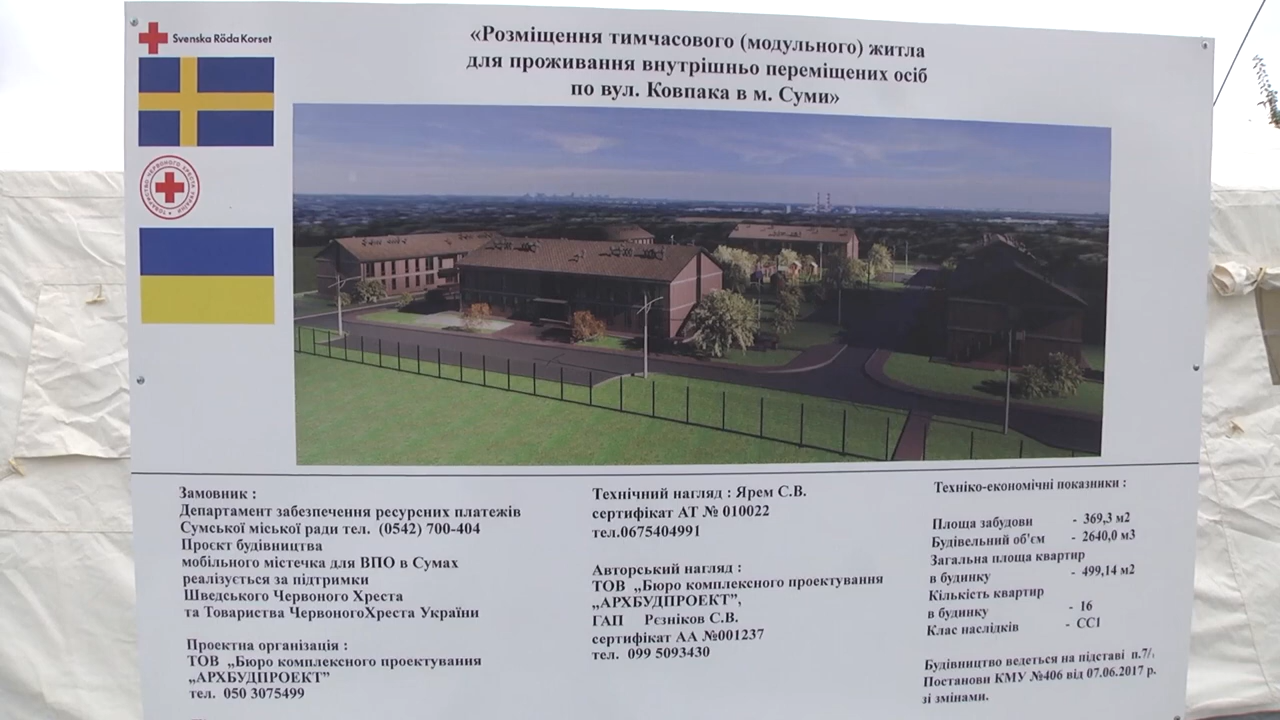 Svenska Röda Korset
«Розміщення тимчасового (модульного) житла
для проживання внутрішньо переміщених осіб
по вул. Ковпака в м. Суми»
ТОВАРИСТВО ЧЕРВОНОГО ХРЕСТА УКРАЇНИ
Замовник :
Департамент забезпечення ресурсних платежів
Сумської міської ради тел. (0542) 700-404
Проєкт будівництва
мобільного містечка для ВПО в Сумах
реалізується за підтримки
Шведського Червоного Хреста
та Товариства ЧервоногоХреста України
Проектна організація :
ТОВ „Бюро комплексного проектування
„АРХБУДПРОЕКТ”
тел. 050 3075499
Технічний нагляд : Ярем С.В.
сертифікат АТ № 010022
тел.0675404991
Авторський нагляд :
ТОВ „Бюро комплексного проектування
„АРХБУДПРОЕКТ”,
ГАП Рєзніков С.В.
сертифікат АА №001237
тел. 099 5093430
Техніко-економічні показники :
Площа забудови - 369,3 м2
Будівельний об'єм - 2640,0 м3
Загальна площа квартир
в будинку - 499,14 м2
Кількість квартир
в будинку - 16
Клас наслідків - СС1
Будівництво ведеться на підставі п.7/.
Постанови КМУ №406 від 07.06.2017 р.
зі змінами.